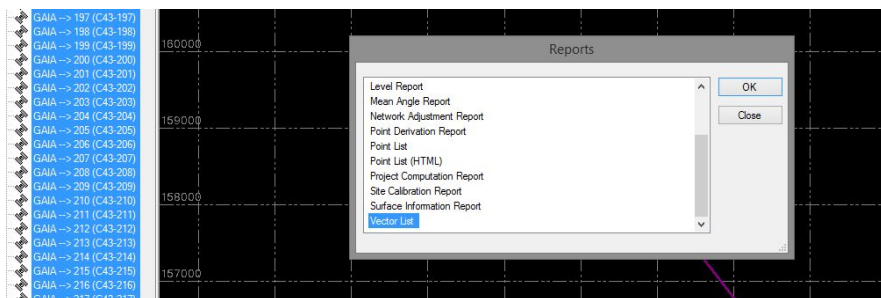 GAIA --> 197 (C43-197)
GAIA --> 198 (C43-198)
GAIA --> 199 (C43-199)
GAIA --> 200 (C43-200)
GAIA --> 201 (C43-201)
GAIA --> 202 (C43-202)
GAIA --> 203 (C43-203)
GAIA --> 204 (C43-204)
GAIA --> 205 (C43-205)
GAIA --> 206 (C43-206)
GAIA --> 207 (C43-207)
GAIA --> 208 (C43-208)
GAIA --> 209 (C43-209)
GAIA --> 210 (C43-210)
GAIA --> 211 (C43-211)
GAIA --> 212 (C43-212)
GAIA --> 213 (C43-213)
GAIA --> 214 (C43-214)
GAIA --> 215 (C43-215)
GAIA --> 216 (C43-216)
GAIA --> 217 (C43-217)
160000
159000
158000
157000
Reports
Level Report
Mean Angle Report
Network Adjustment Report
Point Derivation Report
Point List
Point List (HTML)
Project Computation Report
Site Calibration Report
Surface Information Report
Vector List
OK
Close